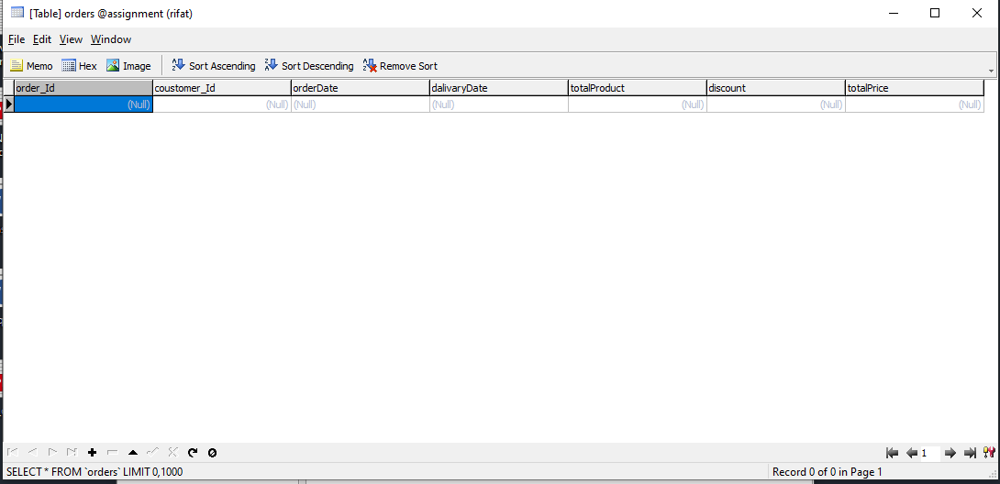 [Table] orders @assignment (rifat)
File Edit View Window
Memo Hex Image Sort Ascending Sort Descending Remove Sort
order_Id coustomer_Id orderDate dalivaryDate totalProduct discount totalPrice
(Null) (Null) (Null) (Null) (Null) (Null) (Null)
1
SELECT * FROM `orders` LIMIT 0,1000 Record 0 of 0 in Page 1